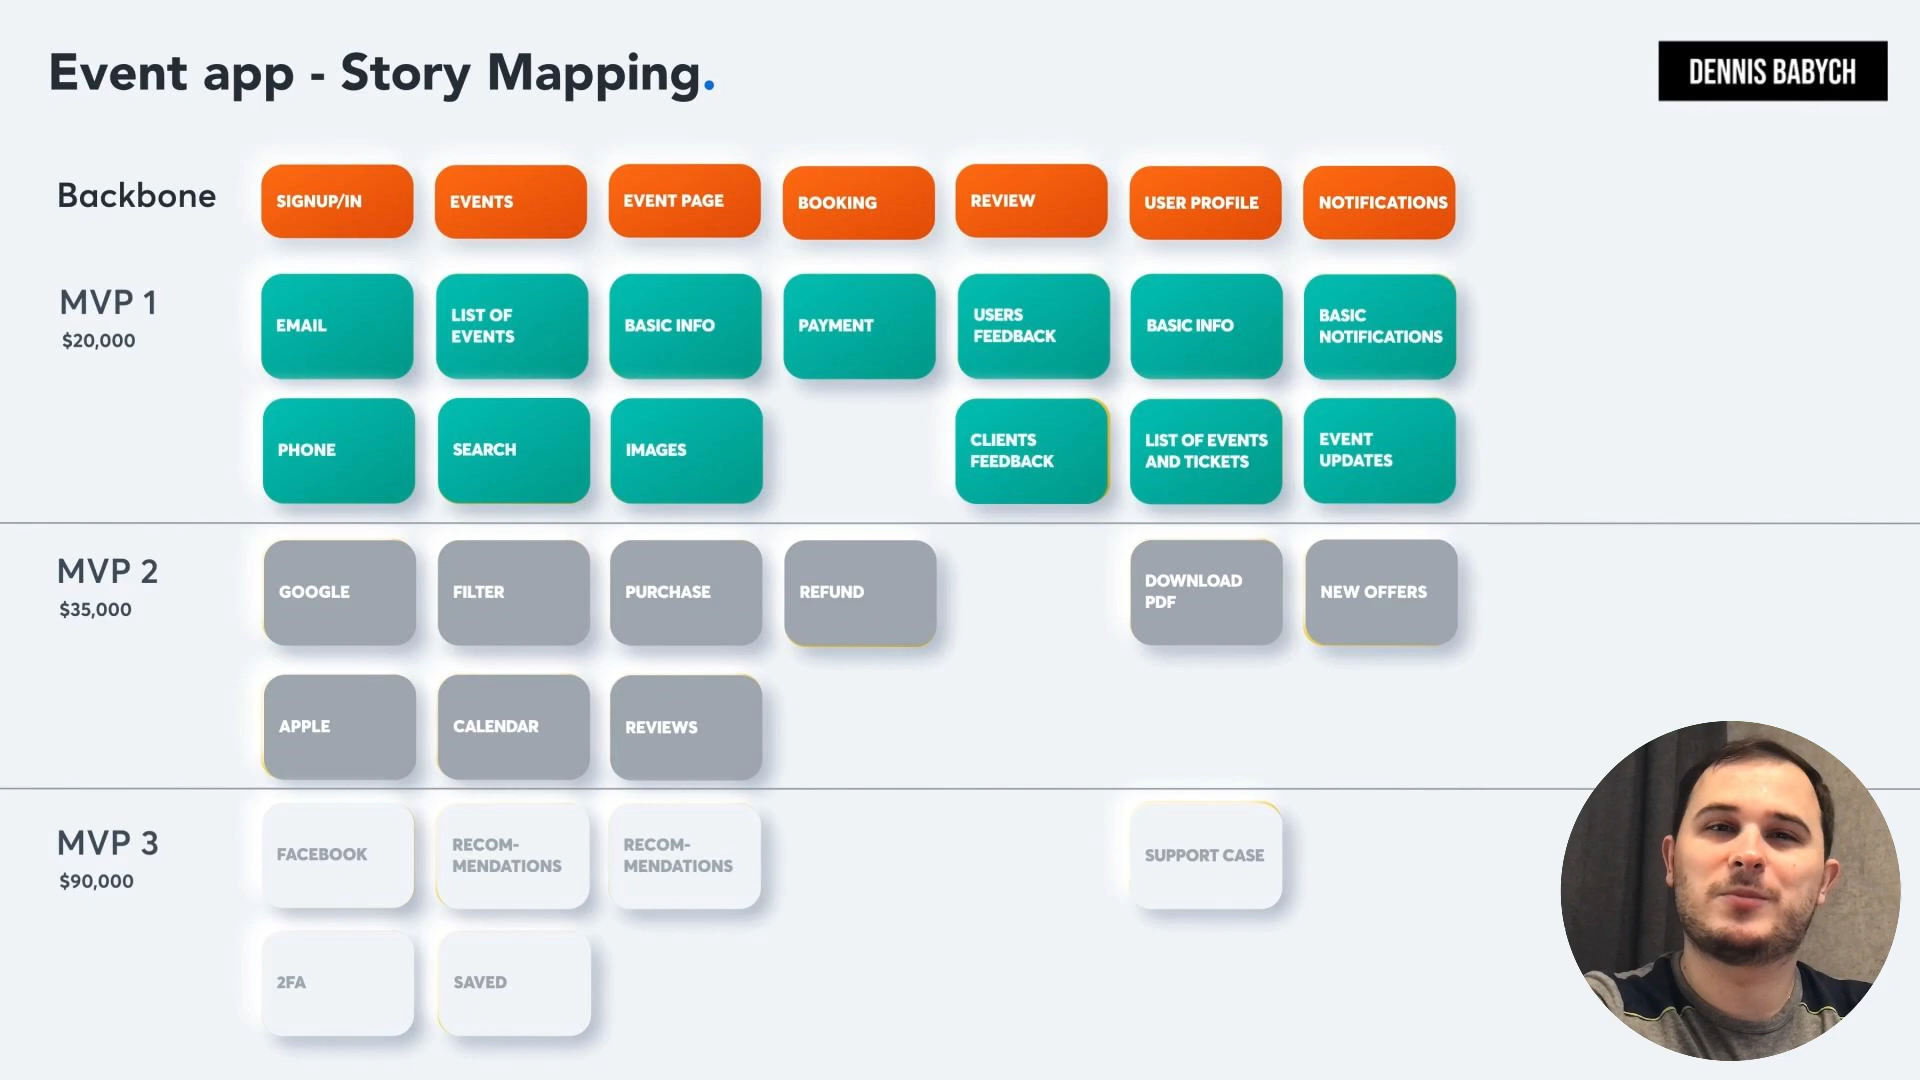 Event app - Story Mapping.
DENNIS BABYCH
Backbone
SIGNUP/IN
EVENTS
EVENT PAGE
BOOKING
REVIEW
USER PROFILE
NOTIFICATIONS
MVP 1
$20,000
EMAIL
LIST OF
EVENTS
BASIC INFO
PAYMENT
USERS
FEEDBACK
BASIC INFO
BASIC
NOTIFICATIONS
PHONE
SEARCH
IMAGES
CLIENTS
FEEDBACK
LIST OF EVENTS
AND TICKETS
EVENT
UPDATES
MVP 2
$35,000
GOOGLE
FILTER
PURCHASE
REFUND
DOWNLOAD
PDF
NEW OFFERS
APPLE
CALENDAR
REVIEWS
MVP 3
$90,000
FACEBOOK
RECOM-
MENDATIONS
RECOM-
MENDATIONS
SUPPORT CASE
2FA
SAVED